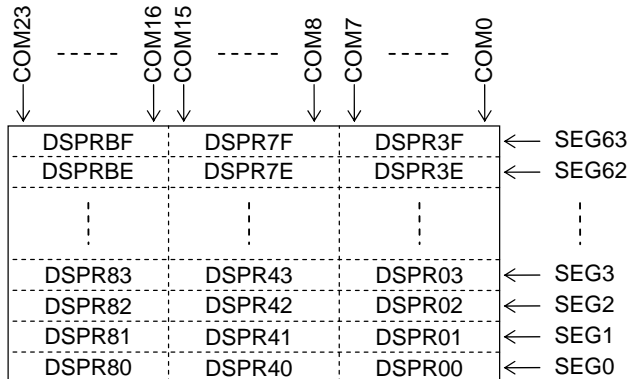 COM23 COM16 COM15 COM8 COM7 COM0
DSPRBF DSPR7F DSPR3F SEG63
DSPRBE DSPR7E DSPR3E SEG62
DSPR83 DSPR43 DSPR03 SEG3
DSPR82 DSPR42 DSPR02 SEG2
DSPR81 DSPR41 DSPR01 SEG1
DSPR80 DSPR40 DSPR00 SEG0